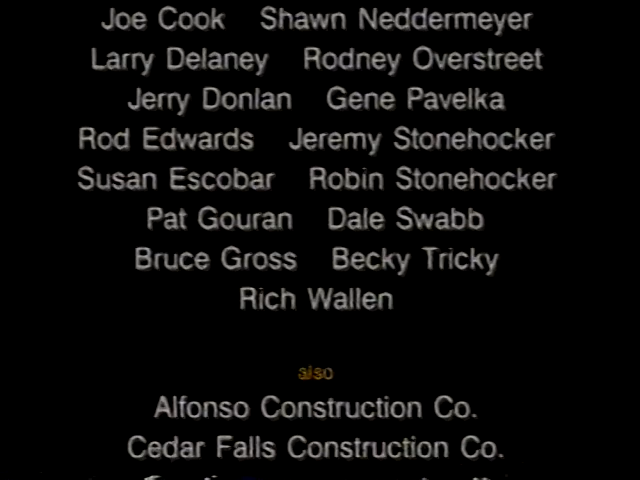 Joe Cook Shawn Neddermeyer
Larry Delaney Rodney Overstreet
Jerry Donlan Gene Pavelka
Rod Edwards Jeremy Stonehocker
Susan Escobar Robin Stonehocker
Pat Gouran Dale Swabb
Bruce Gross Becky Tricky
Rich Wallen
also
Alfonso Construction Co.
Cedar Falls Construction Co.